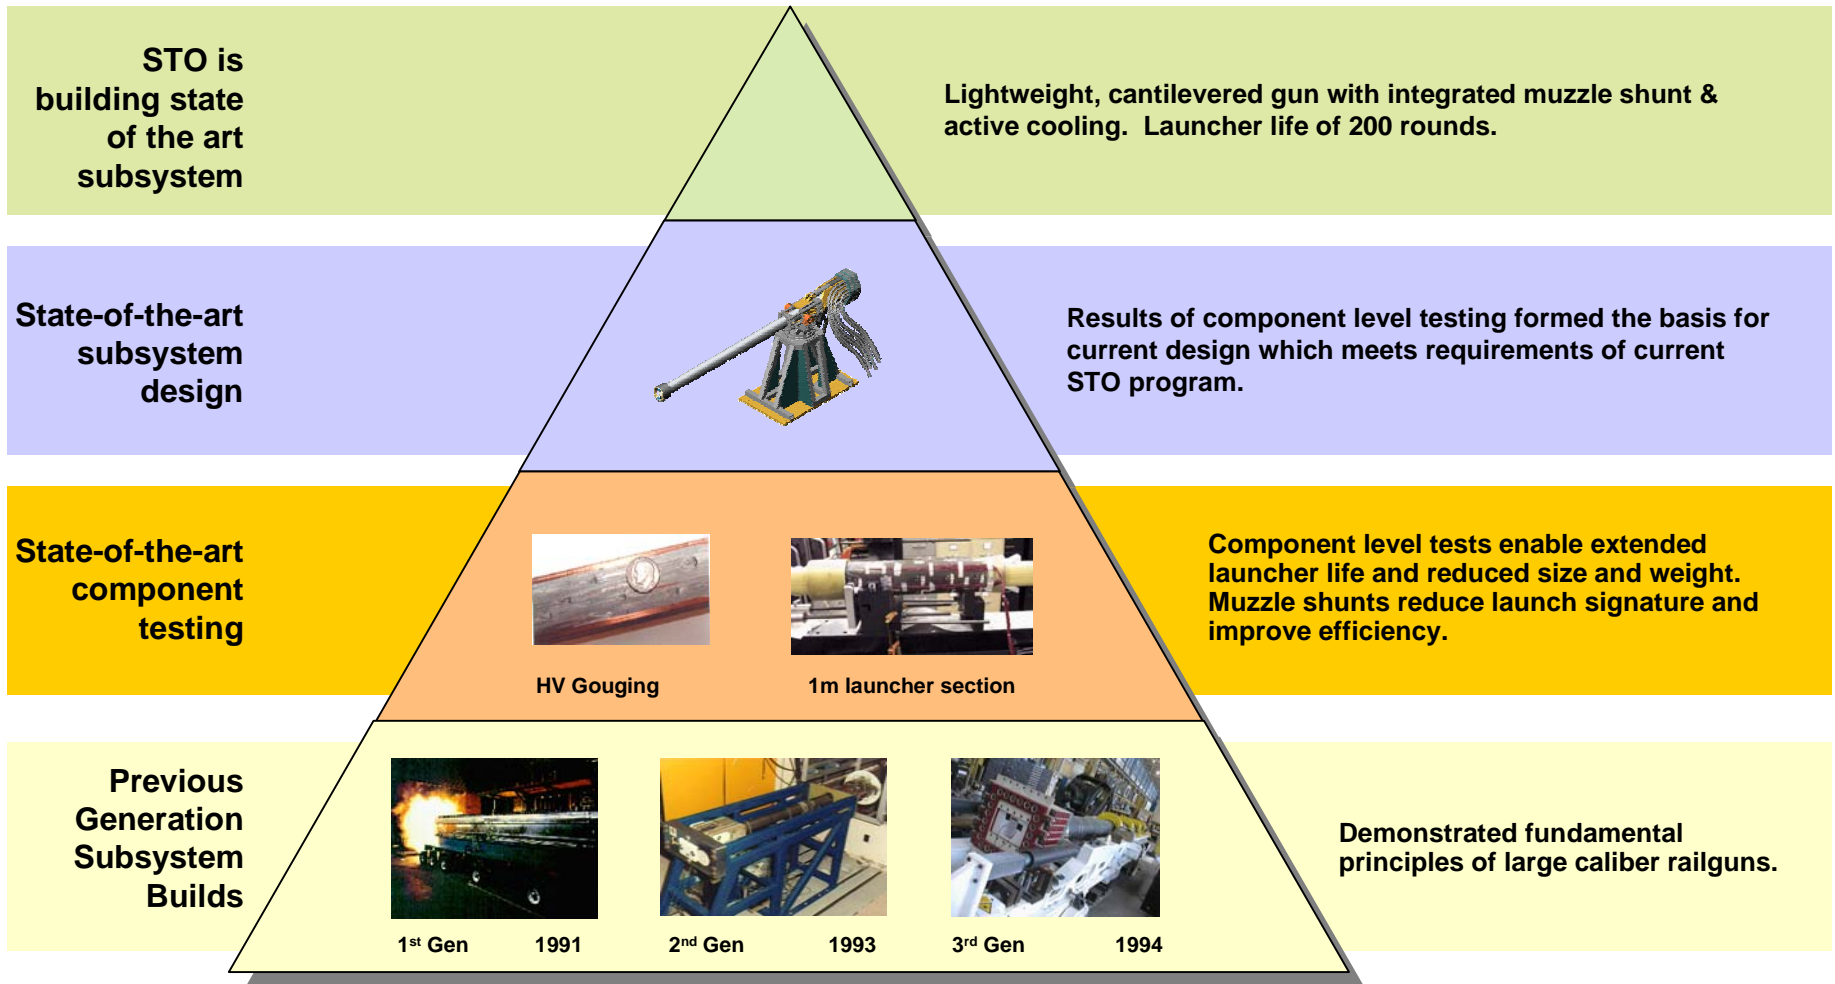 STO is
building state
of the art
subsystem
Lightweight, cantilevered gun with integrated muzzle shunt &
active cooling.  Launcher life of 200 rounds.
State-of-the-art
subsystem
design
Results of component level testing formed the basis for
current design which meets requirements of current
STO program.
State-of-the-art
component
testing
HV Gouging
1m launcher section
Component level tests enable extended
launcher life and reduced size and weight.
Muzzle shunts reduce launch signature and
improve efficiency.
Previous
Generation
Subsystem
Builds
1st Gen 1991
2nd Gen 1993
3rd Gen 1994
Demonstrated fundamental
principles of large caliber railguns.